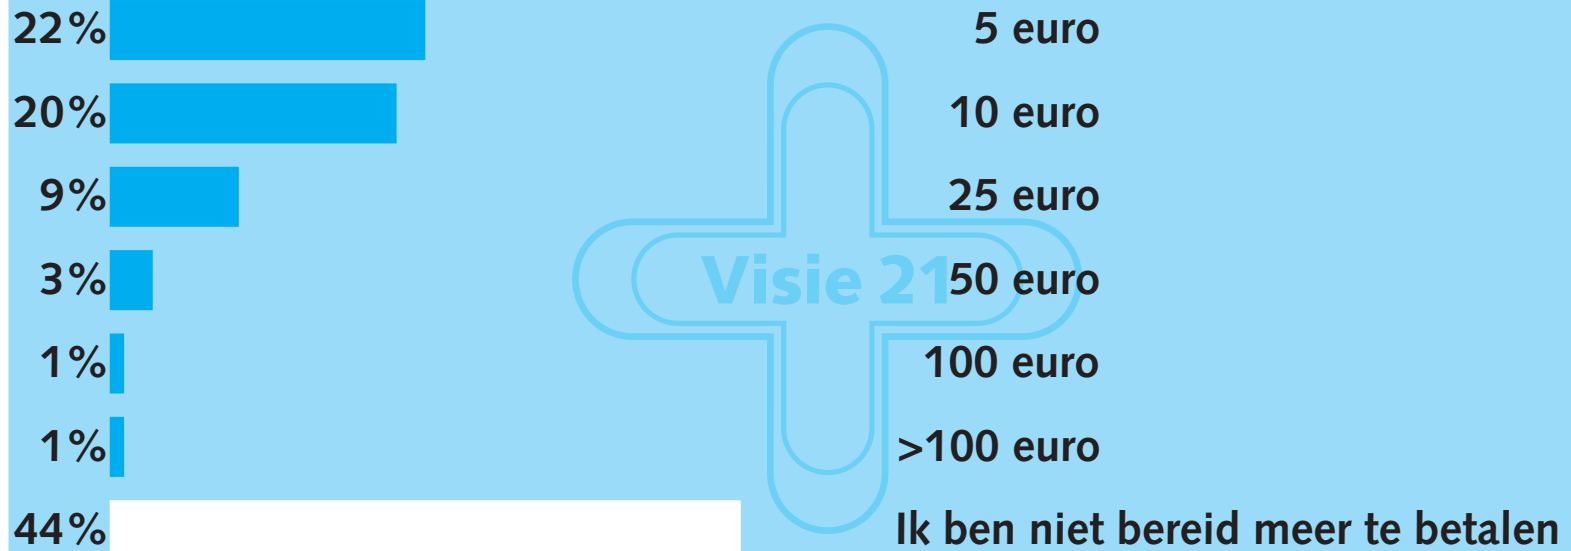 22% 5 euro
20% 10 euro
9% 25 euro
3% Visie 21 50 euro
1% 100 euro
1% >100 euro
44% Ik ben niet bereid meer te betalen